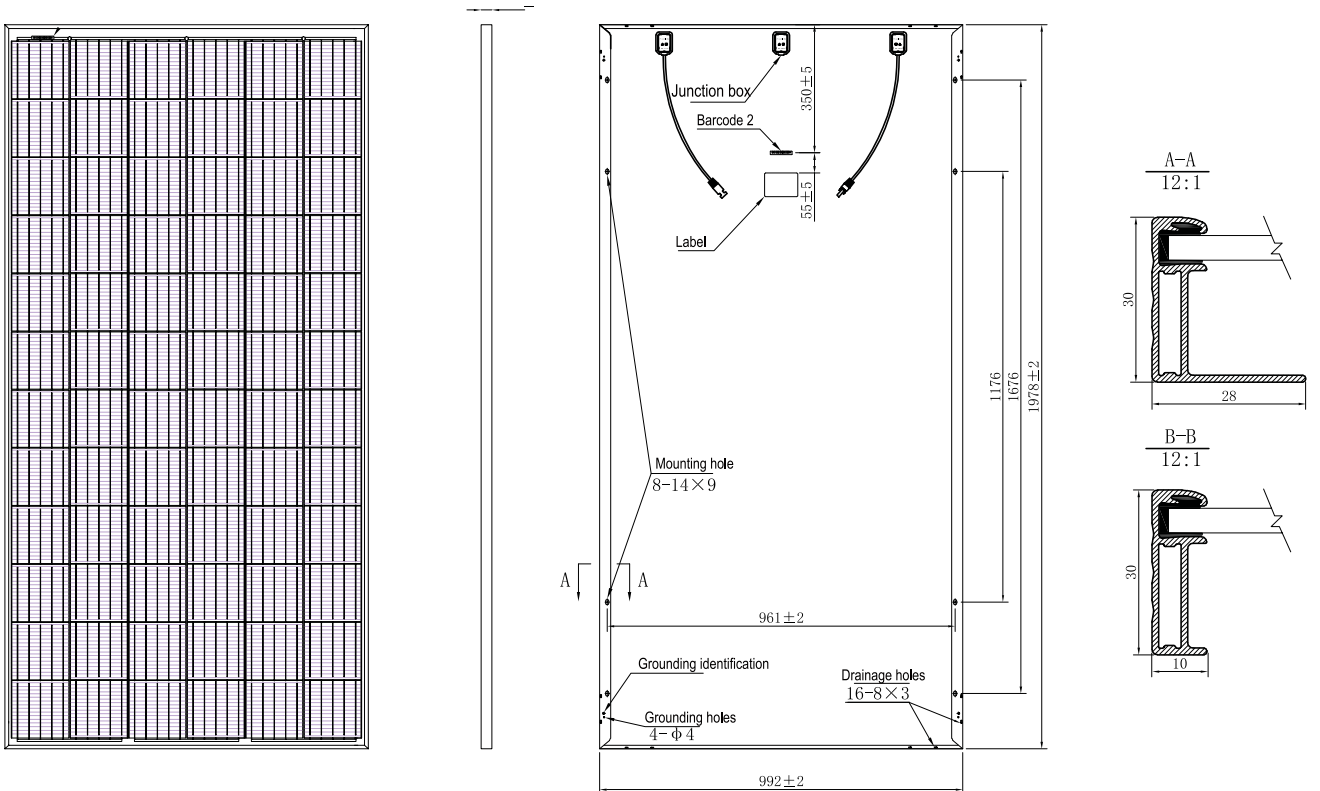 350±5
Junction box
Barcode 2
55±5
Label
A-A
12:1
30
28
1176
1676
1978±2
B-B
12:1
30
10
Mounting hole
8-14×9
A
A
961±2
Grounding identification
Drainage holes
16-8×3
Grounding holes
4-φ4
992±2